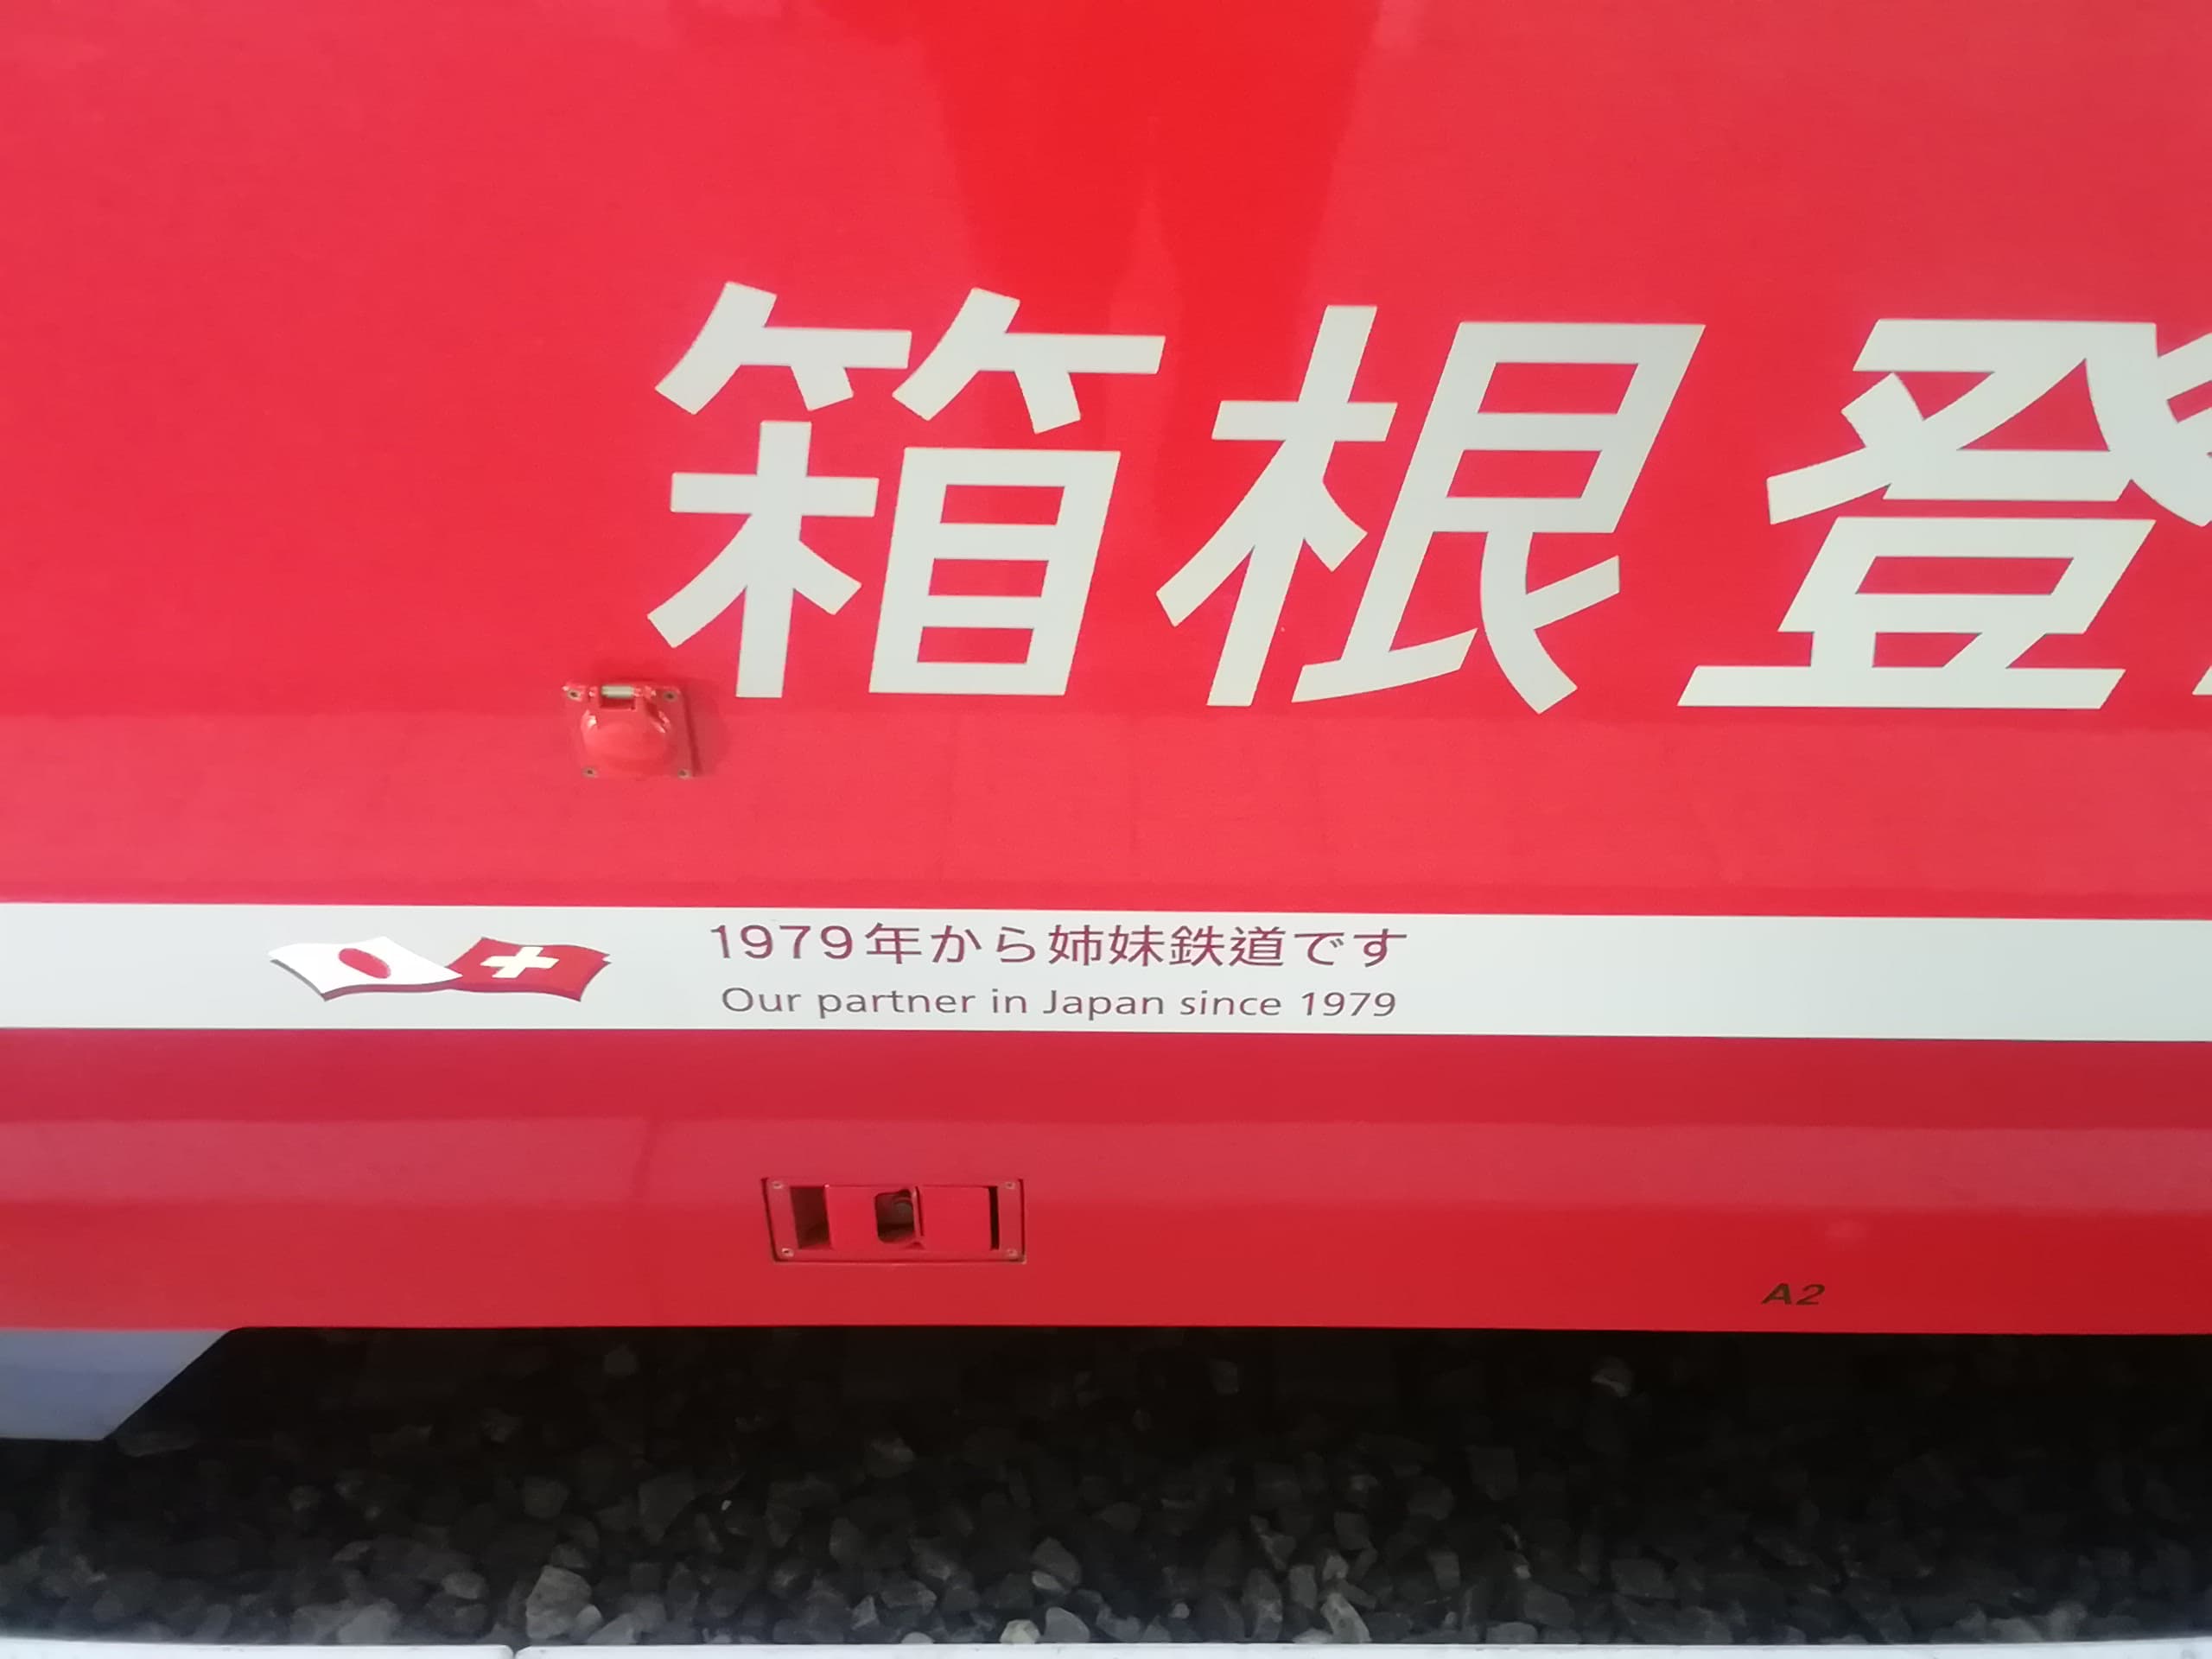 箱根登
1979年から姉妹鉄道です
Our partner in Japan since 1979
A2